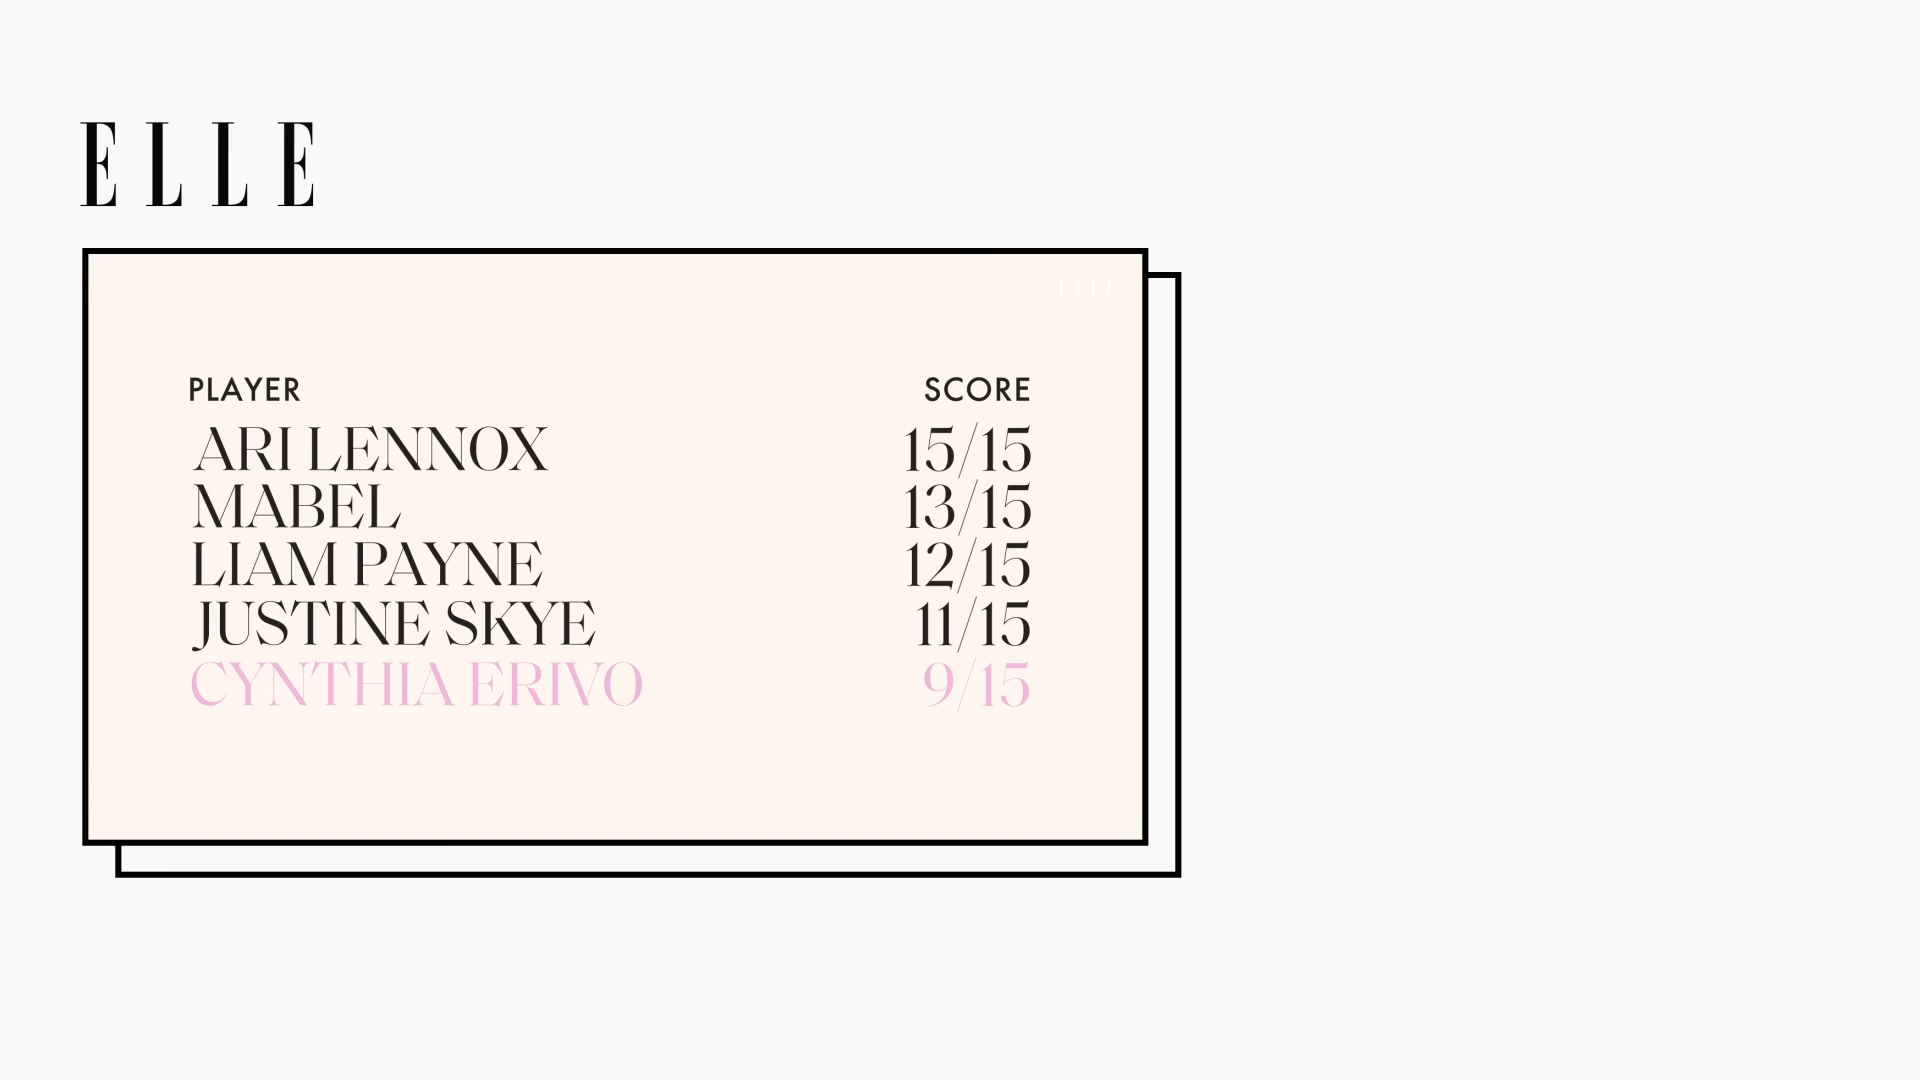 ELLE
PLAYER SCORE
ARI LENNOX 15/15
MABEL 13/15
LIAM PAYNE 12/15
JUSTINE SKYE 11/15
CYNTHIA ERIVO 9/15